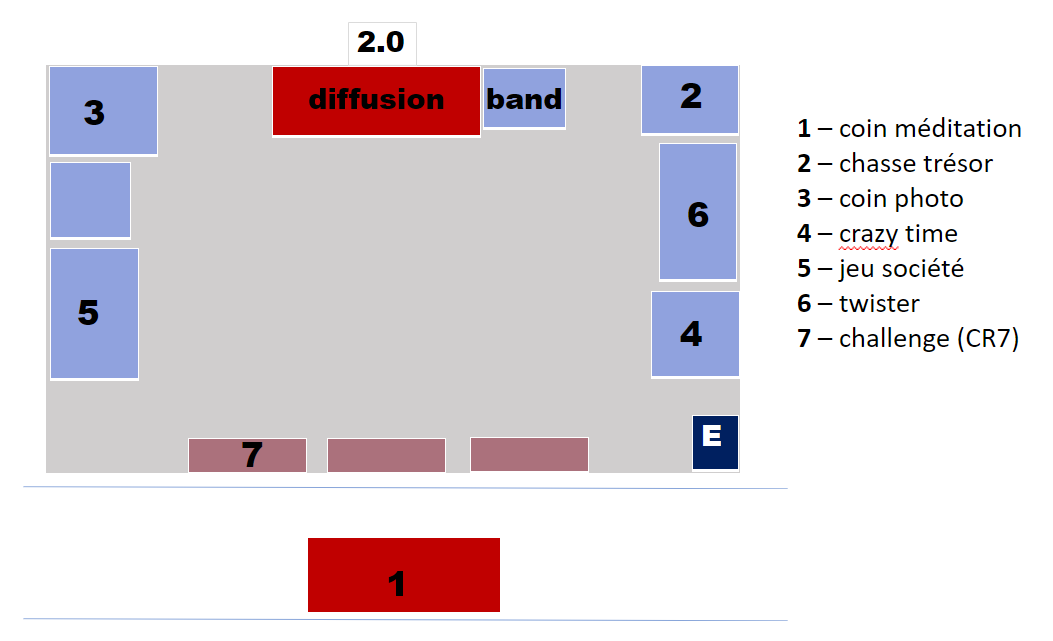 2.0
3
diffusion
band
2
6
5
4
E
7
1
1 – coin méditation
2 – chasse trésor
3 – coin photo
4 – crazy time
5 – jeu société
6 – twister
7 – challenge (CR7)